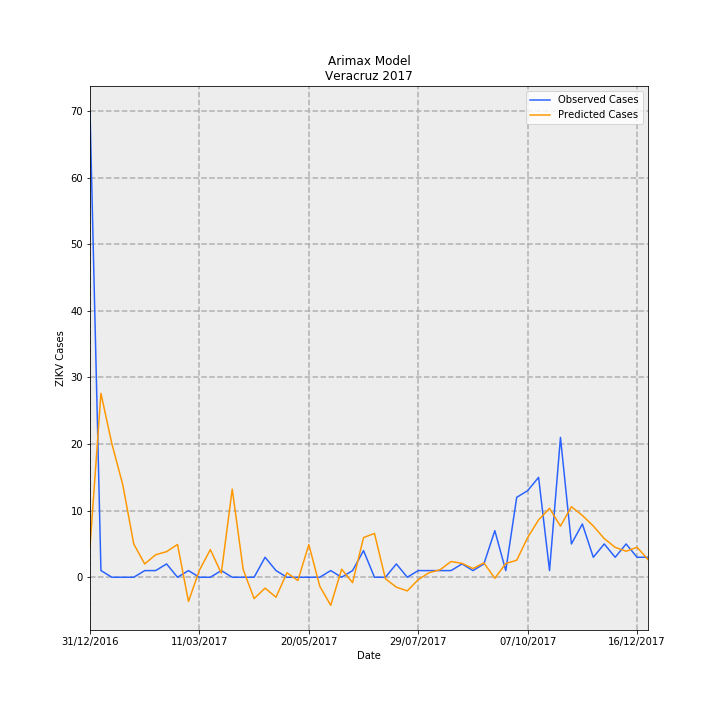 Arimax Model
Veracruz 2017
Observed Cases
Predicted Cases
70
60
50
40
30
20
10
0
ZIKV Cases
31/12/2016
11/03/2017
20/05/2017
29/07/2017
07/10/2017
16/12/2017
Date